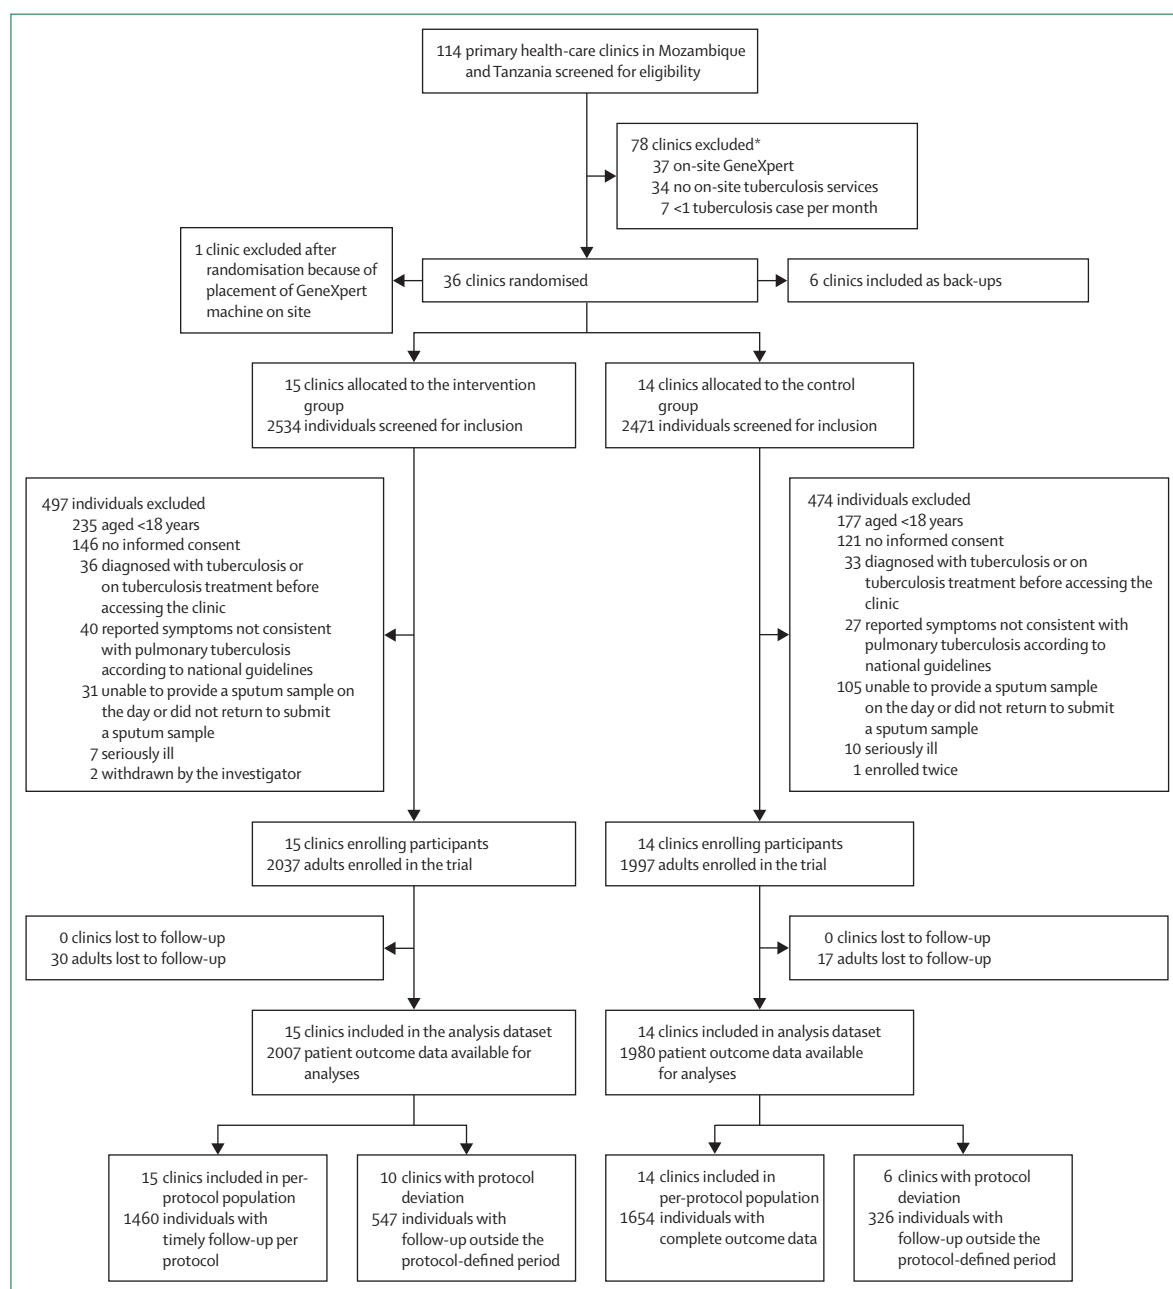 114 primary health-care clinics in Mozambique
and Tanzania screened for eligibility
78 clinics excluded*
37 on-site GeneXpert
34 no on-site tuberculosis services
7 <1 tuberculosis case per month
1 clinic excluded after
randomisation because of
placement of GeneXpert
machine on site
36 clinics randomised
6 clinics included as back-ups
15 clinics allocated to the intervention
group
2534 individuals screened for inclusion
14 clinics allocated to the control
group
2471 individuals screened for inclusion
497 individuals excluded
235 aged <18 years
146 no informed consent
36 diagnosed with tuberculosis or
on tuberculosis treatment before
accessing the clinic
40 reported symptoms not consistent
with pulmonary tuberculosis
according to national guidelines
31 unable to provide a sputum sample on
the day or did not return to submit
a sputum sample
7 seriously ill
2 withdrawn by the investigator
474 individuals excluded
177 aged <18 years
121 no informed consent
33 diagnosed with tuberculosis or on
tuberculosis treatment before accessing the
clinic
27 reported symptoms not consistent with
pulmonary tuberculosis according to
national guidelines
105 unable to provide a sputum sample
on the day or did not return to submit
a sputum sample
10 seriously ill
1 enrolled twice
15 clinics enrolling participants
2037 adults enrolled in the trial
14 clinics enrolling participants
1997 adults enrolled in the trial
0 clinics lost to follow-up
30 adults lost to follow-up
0 clinics lost to follow-up
17 adults lost to follow-up
15 clinics included in the analysis dataset
2007 patient outcome data available for
analyses
14 clinics included in analysis dataset
1980 patient outcome data available
for analyses
15 clinics included in per-
protocol population
1460 individuals with
timely follow-up per
protocol
10 clinics with protocol
deviation
547 individuals with
follow-up outside the
protocol-defined period
14 clinics included in
per-protocol population
1654 individuals with
complete outcome data
6 clinics with protocol
deviation
326 individuals with
follow-up outside the
protocol-defined period